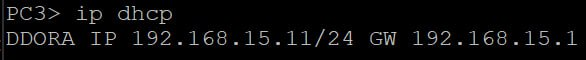 PC3> ip dhcp
DDORA IP 192.168.15.11/24 GW 192.168.15.1